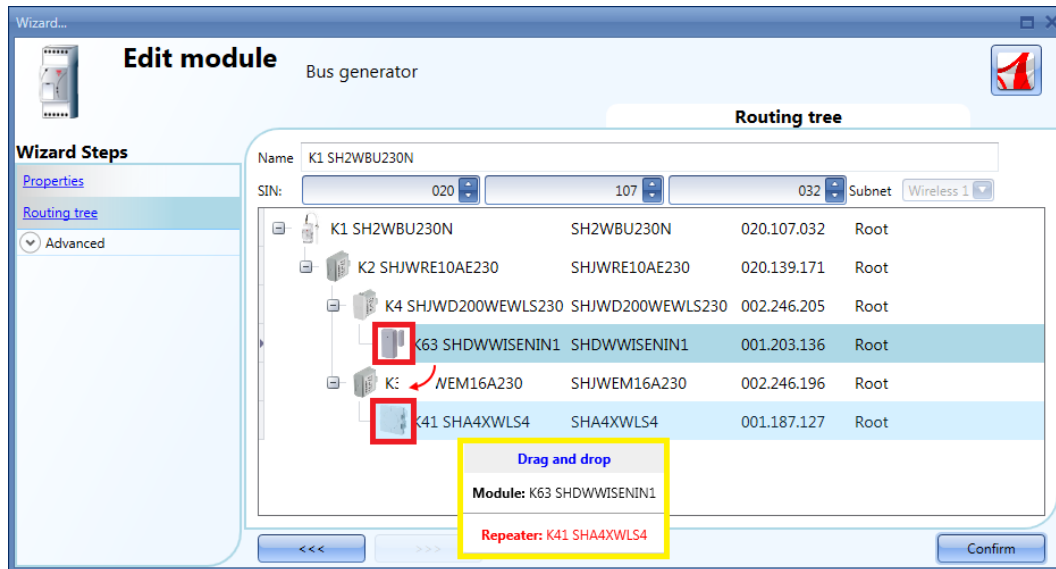 Wizard...
Edit module
Bus generator
Routing tree
Wizard Steps
Properties
Routing tree
Advanced
Name K1 SH2WBU230N
SIN: 020 107 032 Subnet Wireless 1
K1 SH2WBU230N SH2WBU230N 020.107.032 Root
K2 SHJWRE10AE230 SHJWRE10AE230 020.139.171 Root
K4 SHJWD200WEWLS230 SHJWD200WEWLS230 002.246.205 Root
K63 SHDWWISENIN1 SHDWWISENIN1 001.203.136 Root
WEM16A230 SHJWEM16A230 002.246.196 Root
K41 SHA4XWLS4 SHA4XWLS4 001.187.127 Root
Drag and drop
Module: K63 SHDWWISENIN1
Repeater: K41 SHA4XWLS4
<<< >>> Confirm